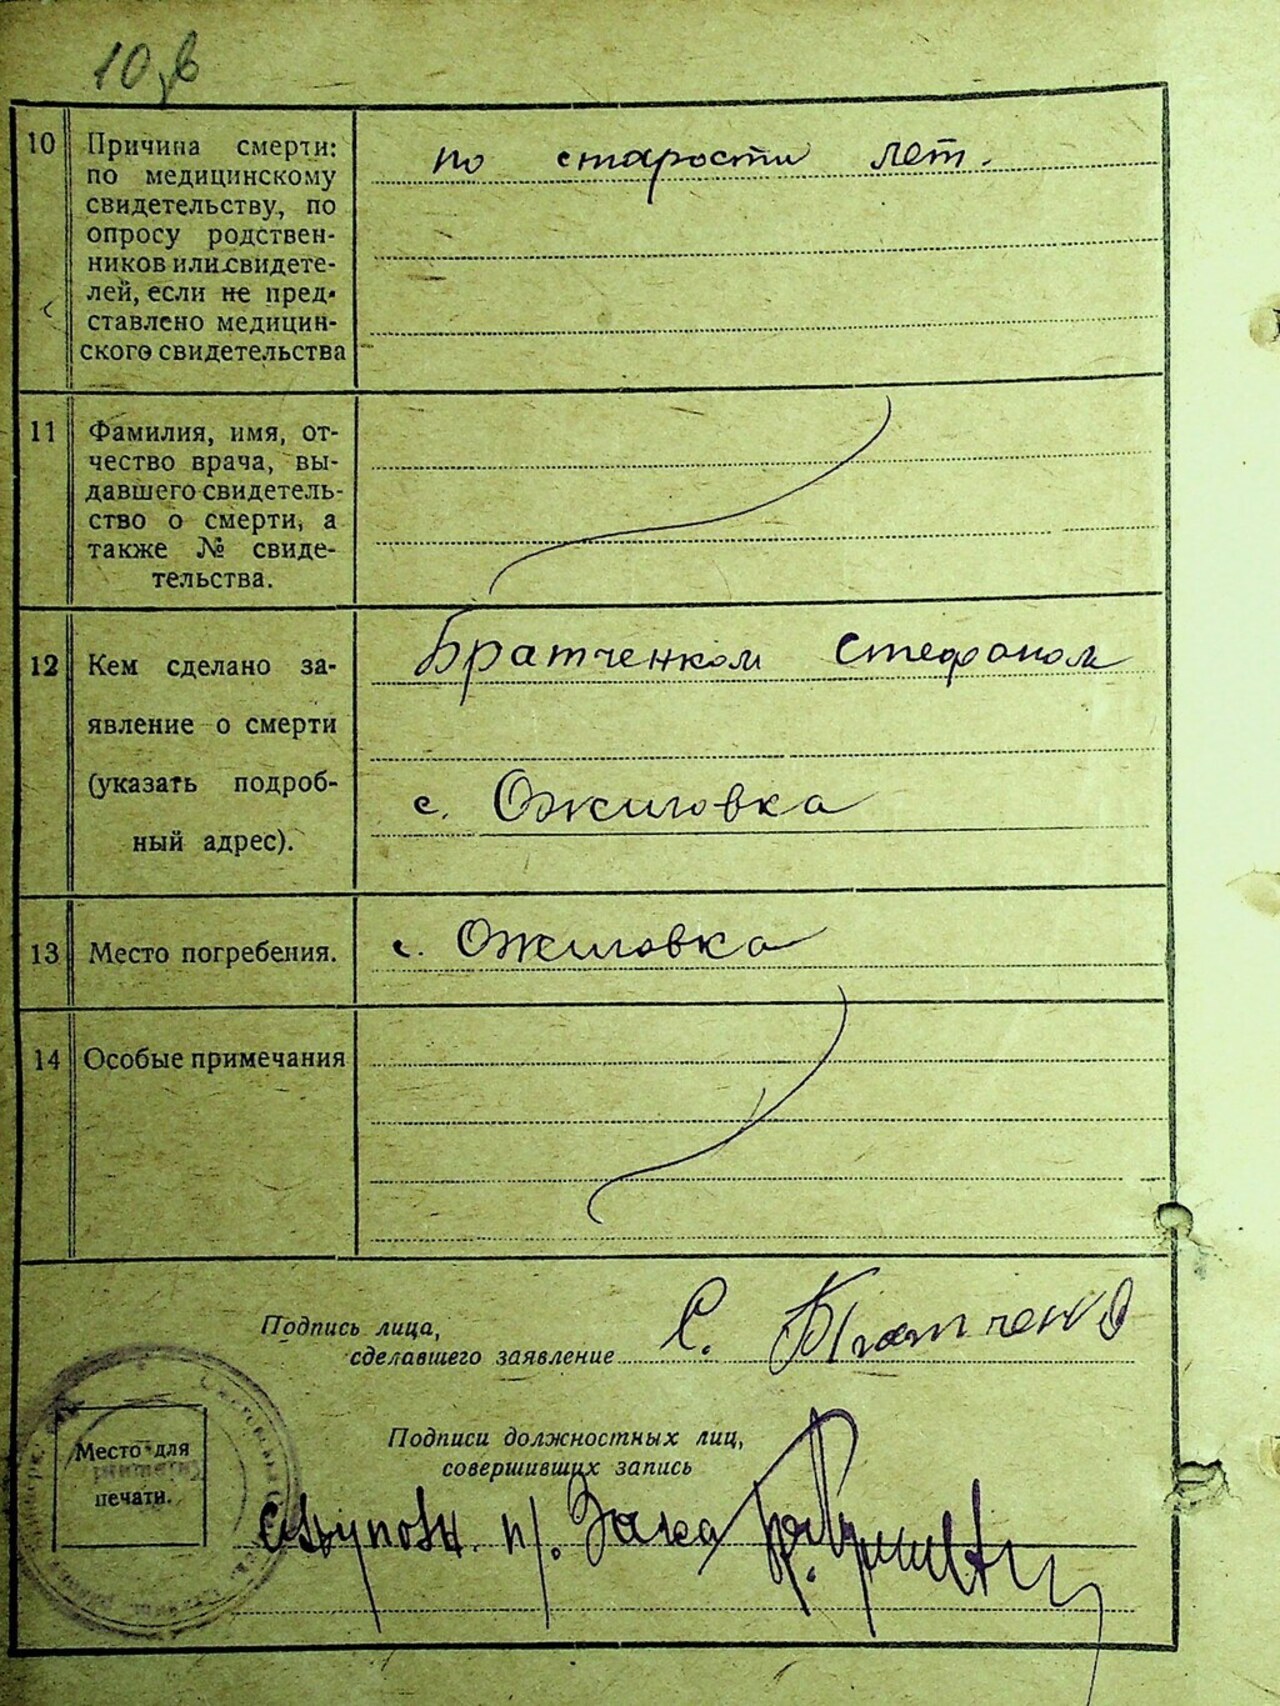 10
10 Причина смерти: по старости лет.
по медицинскому
свидетельству, по
опросу родствен-
ников или свидете-
лей, если не пред-
ставлено медицин-
ского свидетельства
11 Фамилия, имя, от-
чество врача, вы-
давшего свидетель-
ство о смерти, а
также № свиде-
тельства.
12 Кем сделано за- Братченком Стефаном
явление о смерти
(указать подроб- с. Ожиговка
ный адрес).
13 Место погребения. с. Ожиговка
14 Особые примечания
Подпись лица,
сделавшего заявление С. Братченко
Подписи должностных лиц,
совершивших запись
Место для
печати.